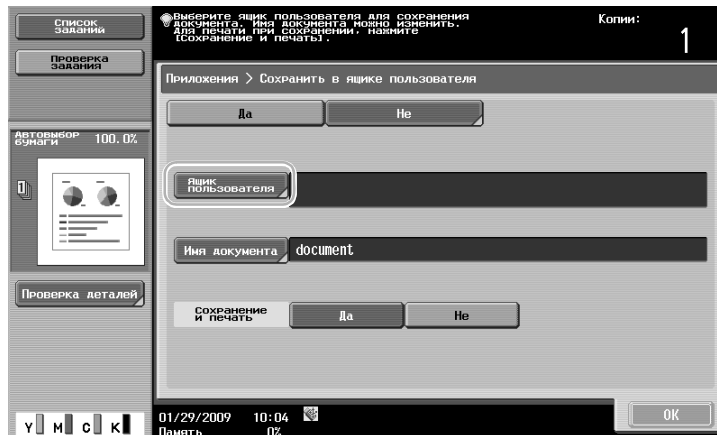 Список
заданий
Проверка
задания
Выберите ящик пользователя для сохранения
документа. Имя документа можно изменить.
Для печати при сохранении, нажмите
[Сохранение и печать].
Копии:
1
Приложения > Сохранить в ящике пользователя
Да
Не
Автовыбор
бумаги
100.0%
1
Ящик
пользователя
Имя документа
document
Проверка деталей
Сохранение
и печать
Да
Не
01/29/2009 10:04
Память 0%
Y M C K
OK